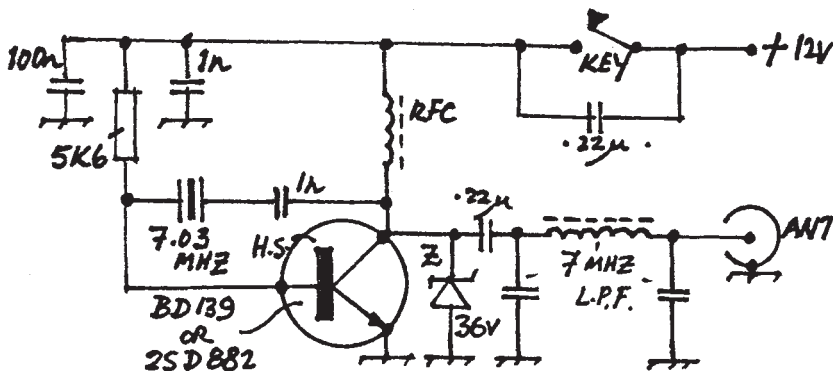 100n
1n
KEY
+ 12V
RFC
.22µ
5K6
1n
7.03
MHZ
H.S.
.22µ
ANT
Z
7 MHZ
L.P.F.
36V
BD139
OR
2SD882